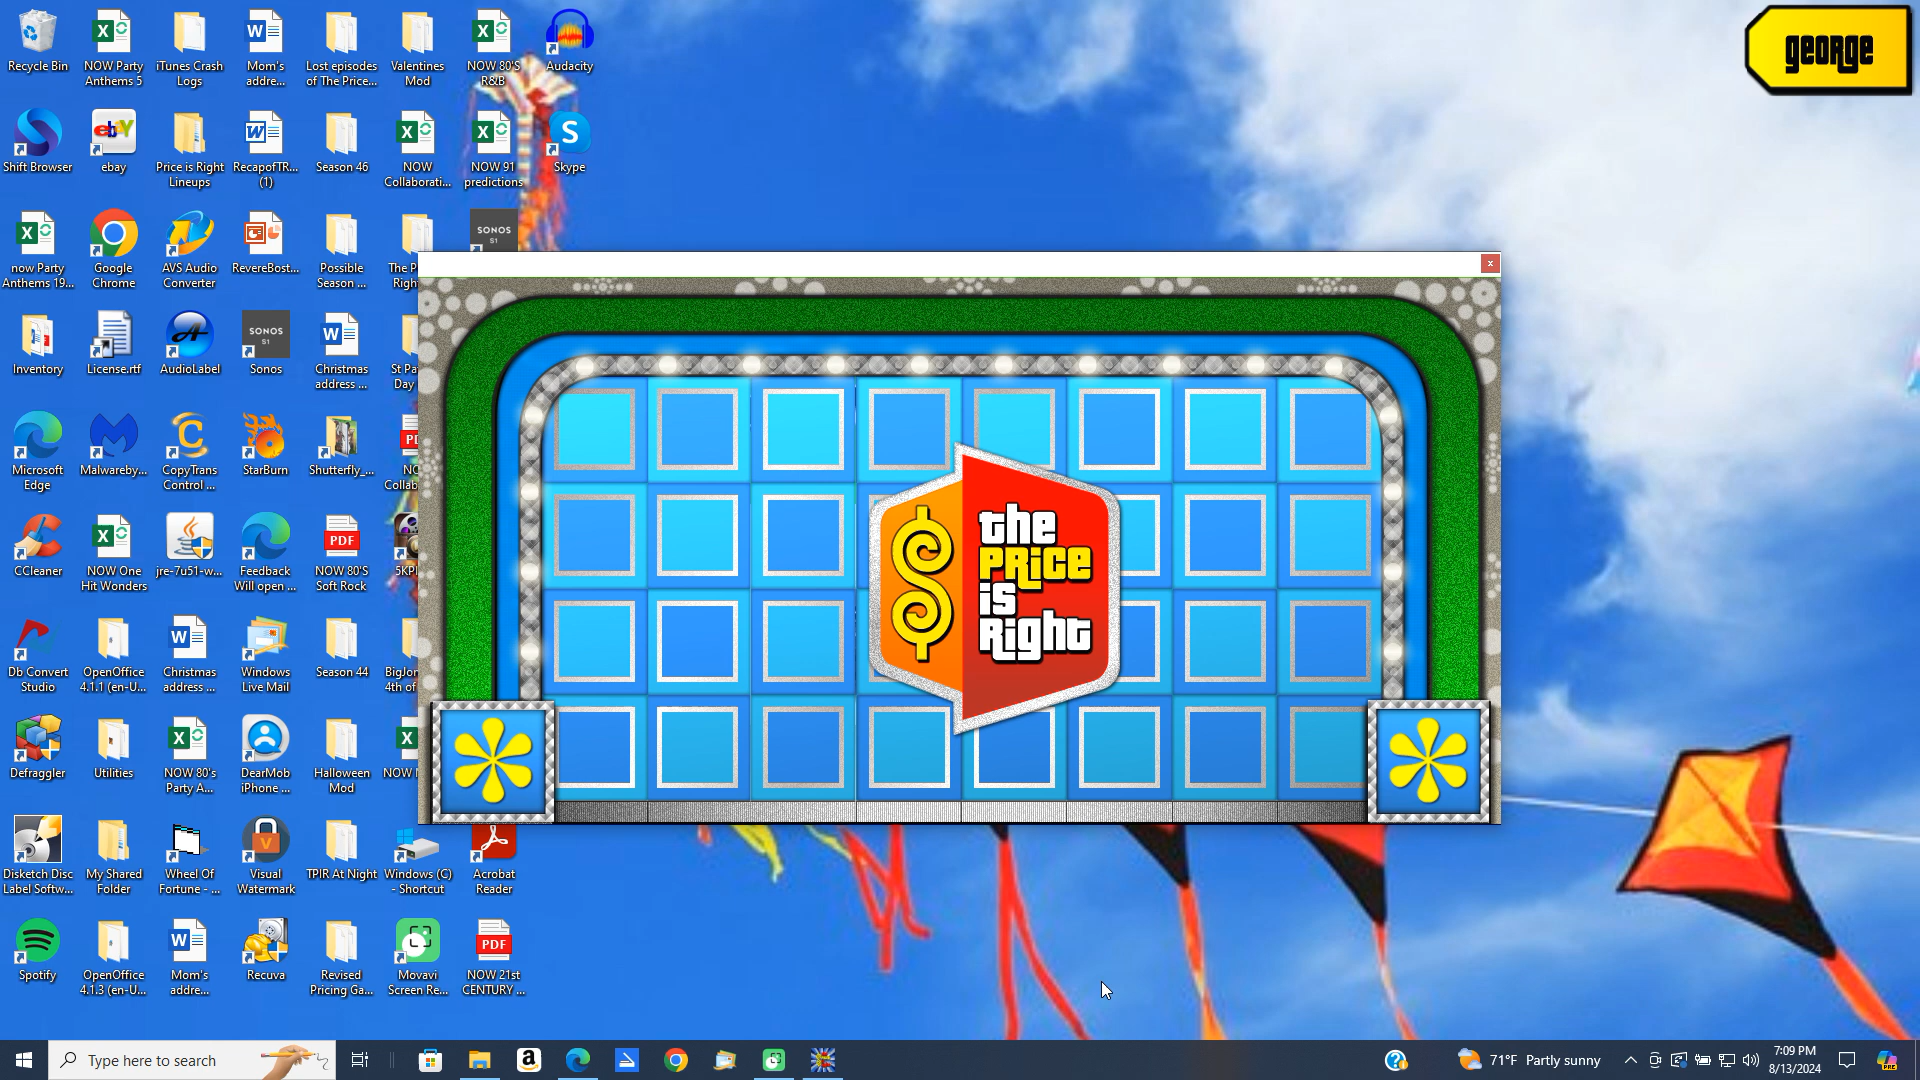 Recycle Bin
NOW Party
Anthems 5
iTunes Crash
Logs
Mom's
addre...
Lost episodes
of The Price...
Valentines
Mod
NOW 80'S
R&B
Audacity
george
Shift Browser
ebay
ebay
Price is Right
Lineups
RecapofTR...
(1)
Season 46
NOW
Collaborati...
NOW 91
predictions
Skype
now Party
Anthems 19...
Google
Chrome
AVS Audio
Converter
RevereBost...
Possible
Season ...
The P
Right
SONOS
S1
Inventory
License.rtf
AudioLabel
SONOS
S1
Sonos
Christmas
address ...
St Pa
Day
Microsoft
Edge
Malwareby...
CopyTrans
Control ...
StarBurn
Shutterfly_...
NO
Collab
the
PRiCe
is
Right
CCleaner
NOW One
Hit Wonders
jre-7u51-w...
Feedback
Will open ...
PDF
NOW 80'S
Soft Rock
5KPl
Db Convert
Studio
OpenOffice
4.1.1 (en-U...
Christmas
address ...
Windows
Live Mail
Season 44
BigJon
4th of
Defraggler
Utilities
NOW 80's
Party A...
DearMob
iPhone ...
Halloween
Mod
NOW N
Disketch Disc
Label Softw...
My Shared
Folder
Wheel Of
Fortune - ...
Visual
Watermark
TPIR At Night
Windows (C)
- Shortcut
Acrobat
Reader
Spotify
OpenOffice
4.1.3 (en-U...
Mom's
addre...
Recuva
Revised
Pricing Ga...
Movavi
Screen Re...
PDF
NOW 21st
CENTURY ...
Type here to search
71°F Partly sunny
7:09 PM
8/13/2024